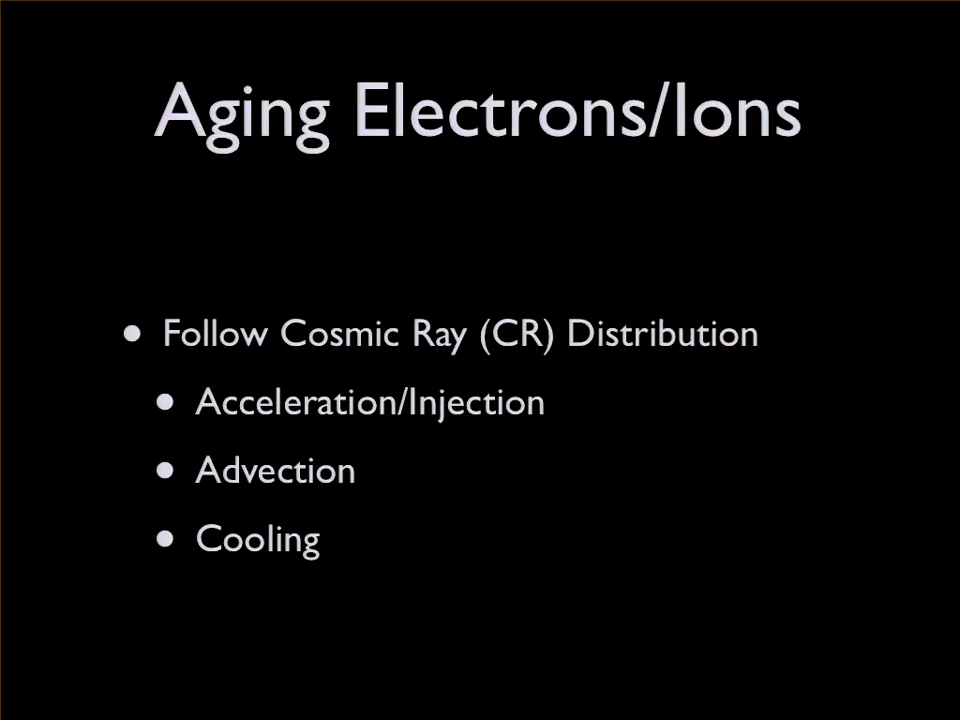 Aging Electrons/Ions
• Follow Cosmic Ray (CR) Distribution
• Acceleration/Injection
• Advection
• Cooling